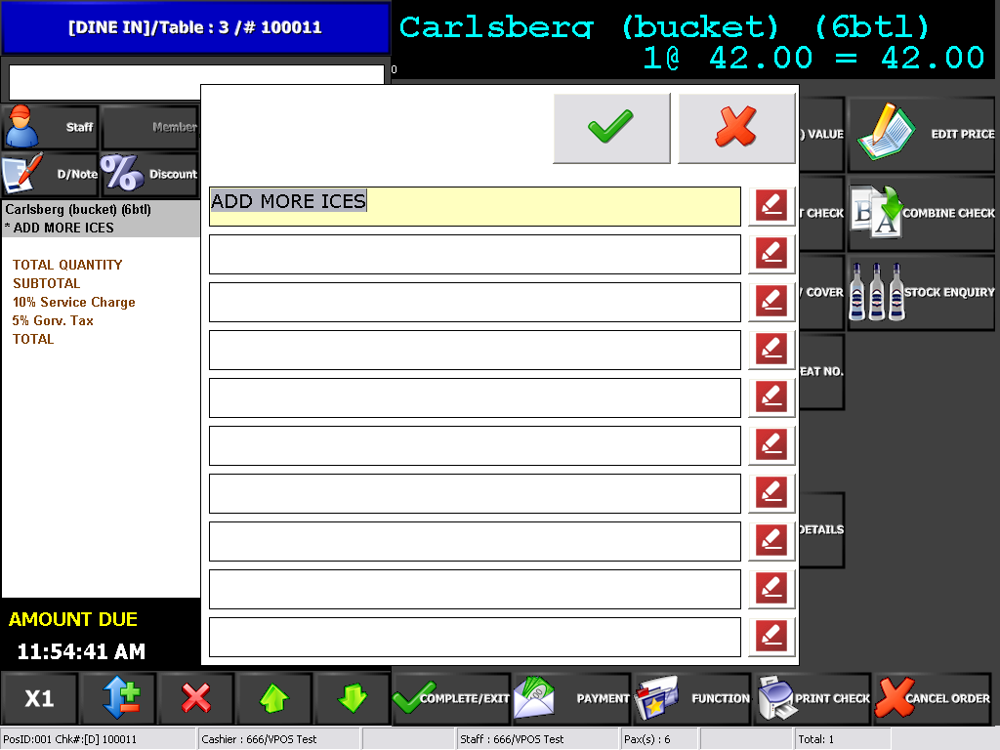 [DINE IN]/Table : 3 /# 100011
Carlsberg (bucket) (6btl)
1@ 42.00 = 42.00
0
Staff
Member
D/Note
Discount
) VALUE
EDIT PRICE
T CHECK
COMBINE CHECK
/ COVER
STOCK ENQUIRY
EAT NO.
DETAILS
ADD MORE ICES
Carlsberg (bucket) (6btl)
* ADD MORE ICES
TOTAL QUANTITY
SUBTOTAL
10% Service Charge
5% Gorv. Tax
TOTAL
AMOUNT DUE
11:54:41 AM
X1
COMPLETE/EXIT
PAYMENT
FUNCTION
PRINT CHECK
CANCEL ORDER
PosID:001 Chk#:[D] 100011
Cashier : 666/VPOS Test
Staff : 666/VPOS Test
Pax(s) : 6
Total: 1